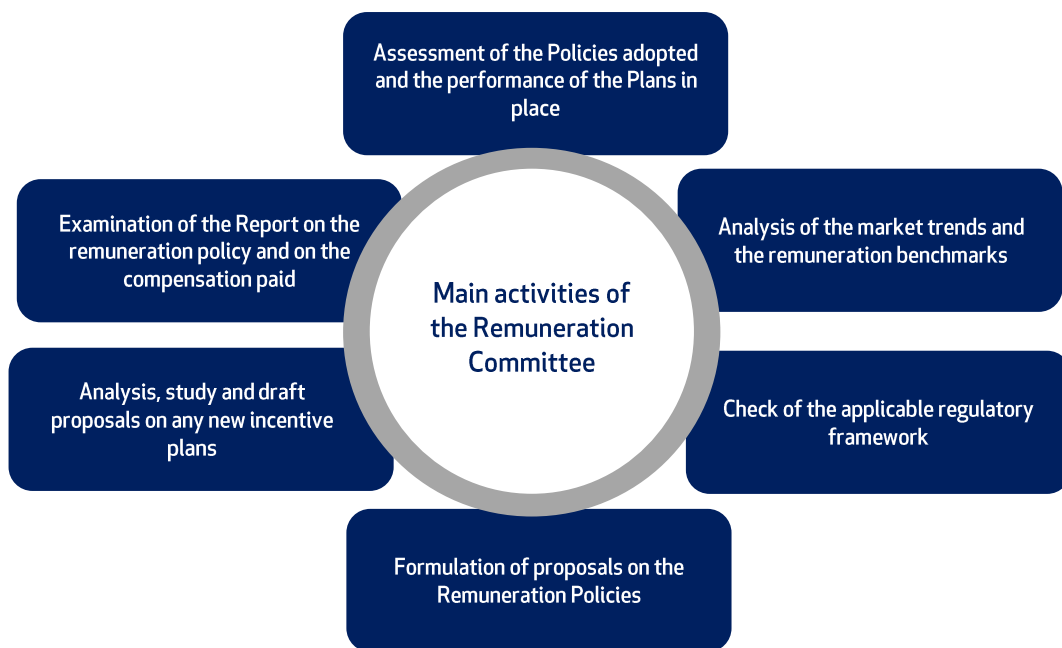 Assessment of the Policies adopted
and the performance of the Plans in
place
Examination of the Report on the
remuneration policy and on the
compensation paid
Analysis of the market trends and
the remuneration benchmarks
Main activities of
the Remuneration
Committee
Analysis, study and draft
proposals on any new incentive
plans
Check of the applicable regulatory
framework
Formulation of proposals on the
Remuneration Policies